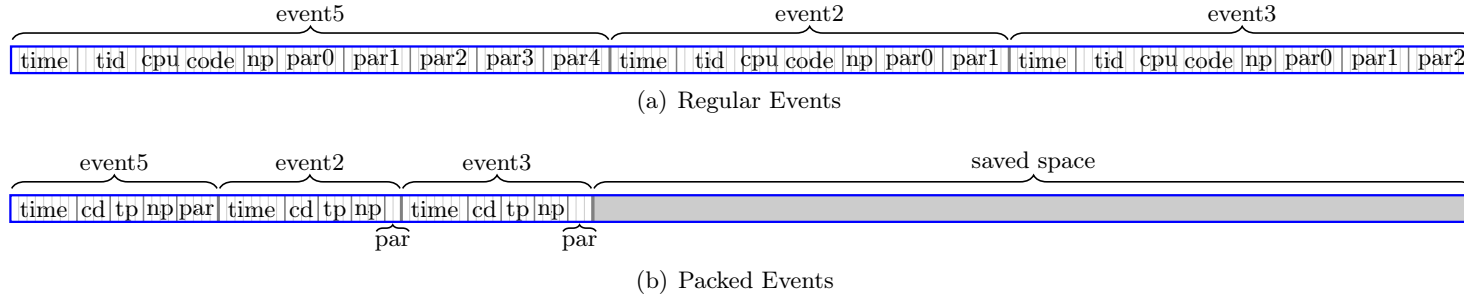 event5 event2 event3
time tid cpu code np par0 par1 par2 par3 par4 time tid cpu code np par0 par1 time tid cpu code np par0 par1 par2
(a) Regular Events
event5 event2 event3 saved space
time cd tp np par time cd tp np time cd tp np
par par
(b) Packed Events